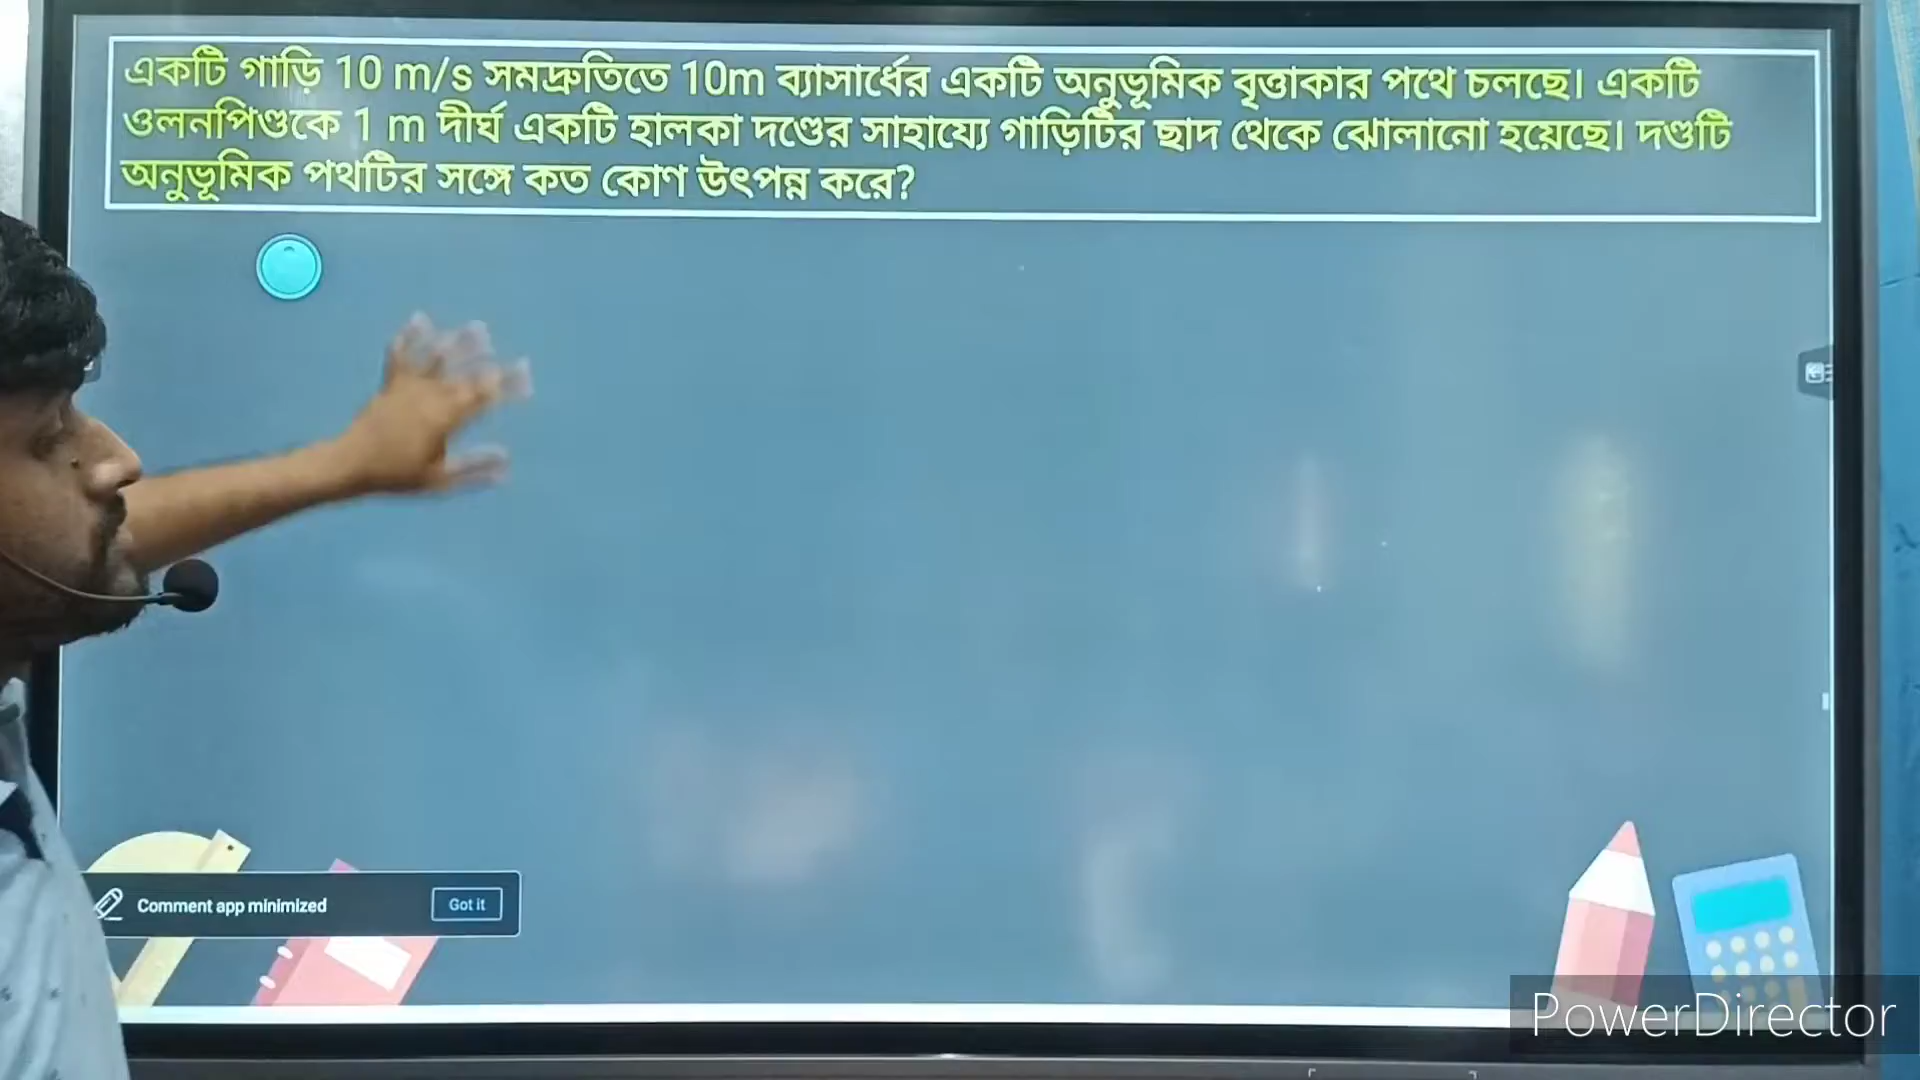 একটি গাড়ি 10 m/s সমদ্রুতিতে 10m ব্যাসার্ধের একটি অনুভূমিক বৃত্তাকার পথে চলছে। একটি
ওলনপিণ্ডকে 1 m দীর্ঘ একটি হালকা দণ্ডের সাহায্যে গাড়িটির ছাদ থেকে ঝোলানো হয়েছে। দণ্ডটি
অনুভূমিক পথটির সঙ্গে কত কোণ উৎপন্ন করে?
Comment app minimized
Got it
PowerDirector